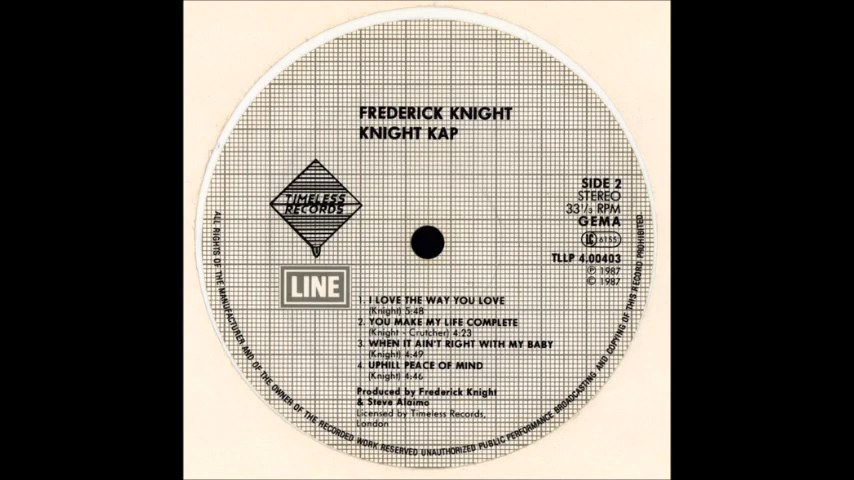 FREDERICK KNIGHT
KNIGHT KAP
TIMELESS
RECORDS
LINE
SIDE 2
STEREO
33⅓ RPM
GEMA
LC 6155
TLLP 4.00403
℗ 1987
© 1987
1. I LOVE THE WAY YOU LOVE
(Knight) 5:48
2. YOU MAKE MY LIFE COMPLETE
(Knight - Crutcher) 4:23
3. WHEN IT AIN'T RIGHT WITH MY BABY
(Knight) 4:49
4. UPHILL PEACE OF MIND
(Knight) 4:46
Produced by Frederick Knight
& Steve Alaimo
Licensed by Timeless Records,
London
ALL RIGHTS OF THE MANUFACTURER AND OF THE OWNER OF THE RECORDED WORK RESERVED UNAUTHORIZED PUBLIC PERFORMANCE BROADCASTING AND COPYING OF THIS RECORD PROHIBITED